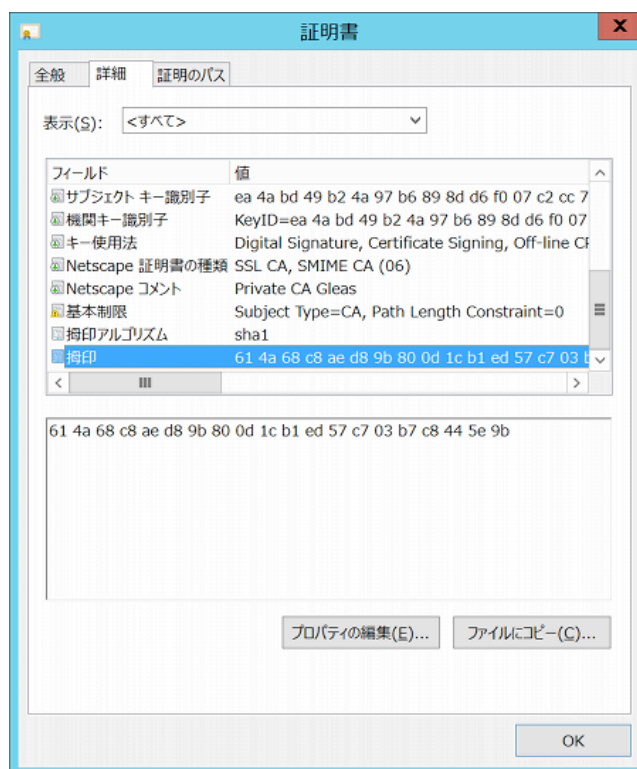 証明書
全般 詳細 証明のパス
表示(S): <すべて>
フィールド 値
サブジェクト キー識別子 ea 4a bd 49 b2 4a 97 b6 89 8d d6 f0 07 c2 cc 7
機関キー識別子 KeyID=ea 4a bd 49 b2 4a 97 b6 89 8d d6 f0 07
キー使用法 Digital Signature, Certificate Signing, Off-line CR
Netscape 証明書の種類 SSL CA, SMIME CA (06)
Netscape コメント Private CA Gleas
基本制限 Subject Type=CA, Path Length Constraint=0
拇印アルゴリズム sha1
拇印 61 4a 68 c8 ae d8 9b 80 0d 1c b1 ed 57 c7 03 b
61 4a 68 c8 ae d8 9b 80 0d 1c b1 ed 57 c7 03 b7 c8 44 5e 9b
プロパティの編集(E)... ファイルにコピー(C)...
OK